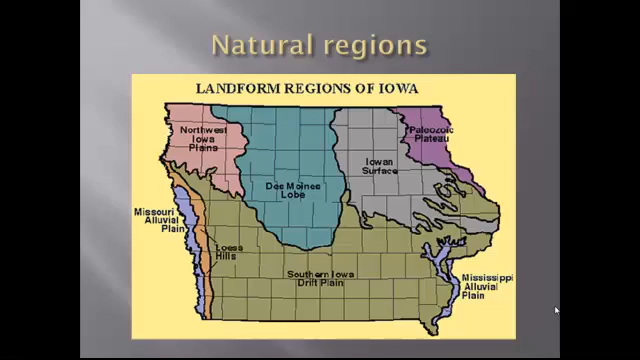 Natural regions
LANDFORM REGIONS OF IOWA
Northwest
Iowa
Plains
Paleozoic
Plateau
Iowan
Surface
Des Moines
Lobe
Missouri
Alluvial
Plain
Loess
Hills
Southern Iowa
Drift Plain
Mississippi
Alluvial
Plain